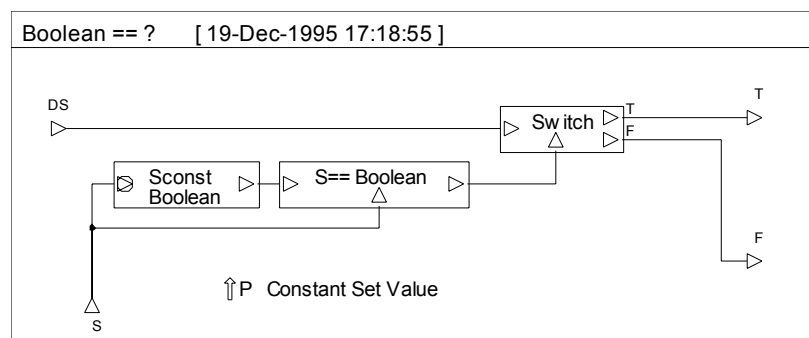 Boolean == ? [ 19-Dec-1995 17:18:55 ]
DS
T
T
Switch
F
Sconst
Boolean
S== Boolean
F
⇧P Constant Set Value
S